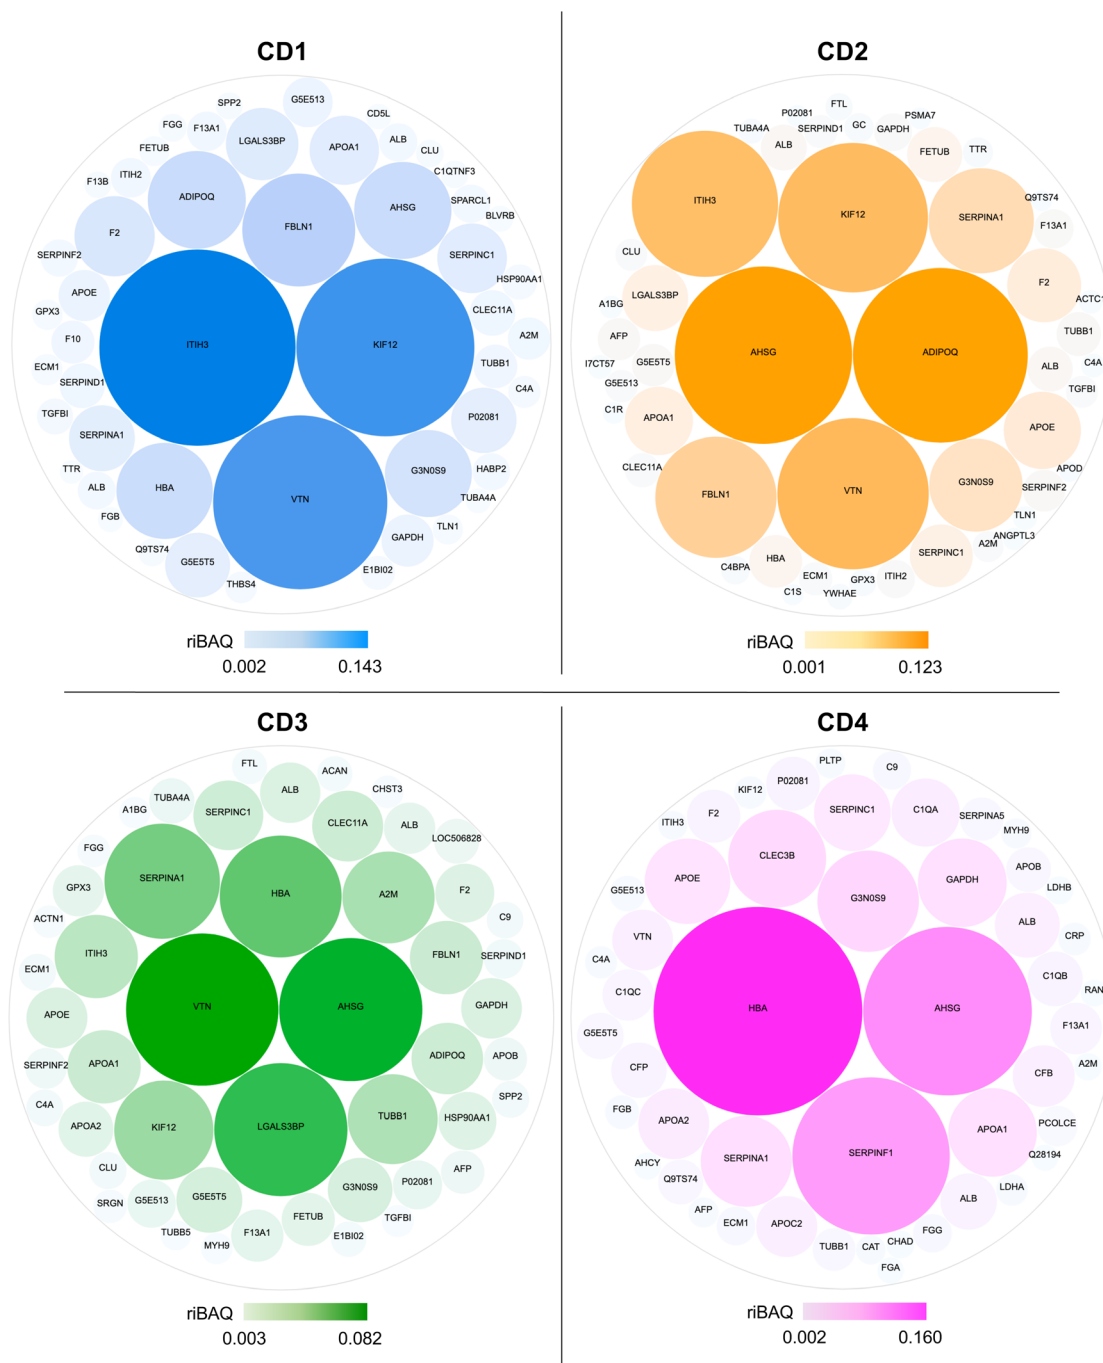 CD1
G5E513
SPP2
CD5L
FGG
F13A1
LGALS3BP
ALB
FETUB
APOA1
CLU
F13B
ITIH2
C1QTNF3
ADIPOQ
AHSG
SPARCL1
BLVRB
F2
FBLN1
SERPINF2
SERPINC1
HSP90AA1
APOE
GPX3
CLEC11A
F10
ITIH3
KIF12
A2M
ECM1
TUBB1
SERPIND1
C4A
TGFBI
P02081
SERPINA1
TTR
G3N0S9
HABP2
ALB
HBA
VTN
TUBA4A
FGB
TLN1
GAPDH
Q9TS74
G5E5T5
E1BI02
THBS4
riBAQ
0.002
0.143
CD2
FTL
P02081
PSMA7
TUBA4A
SERPIND1
GC
GAPDH
ALB
FETUB
TTR
ITIH3
KIF12
SERPINA1
Q9TS74
F13A1
CLU
F2
LGALS3BP
A1BG
ACTC1
AFP
TUBB1
I7CT57
G5E5T5
AHSG
ADIPOQ
ALB
C4A
G5E513
TGFBI
C1R
APOA1
APOE
CLEC11A
APOD
FBLN1
VTN
G3N0S9
SERPINF2
TLN1
ANGPTL3
A2M
SERPINC1
C4BPA
HBA
ECM1
GPX3
ITIH2
C1S
YWHAE
riBAQ
0.001
0.123
CD3
FTL
ACAN
ALB
CHST3
TUBA4A
A1BG
SERPINC1
CLEC11A
ALB
LOC506828
FGG
SERPINA1
HBA
A2M
GPX3
F2
ACTN1
C9
ITIH3
FBLN1
SERPIND1
ECM1
VTN
AHSG
GAPDH
APOE
ADIPOQ
APOB
SERPINF2
APOA1
SPP2
C4A
KIF12
LGALS3BP
TUBB1
HSP90AA1
APOA2
CLU
AFP
SRGN
G5E513
G5E5T5
G3N0S9
P02081
TUBB5
FETUB
TGFBI
MYH9
F13A1
E1BI02
riBAQ
0.003
0.082
CD4
PLTP
C9
P02081
KIF12
SERPINC1
C1QA
ITIH3
F2
SERPINA5
MYH9
CLEC3B
APOB
APOE
GAPDH
LDHB
G5E513
G3N0S9
ALB
VTN
CRP
C4A
C1QB
C1QC
RAN
HBA
AHSG
G5E5T5
F13A1
CFP
CFB
A2M
FGB
APOA2
APOA1
PCOLCE
AHCY
SERPINA1
SERPINF1
Q28194
Q9TS74
LDHA
ALB
AFP
ECM1
APOC2
FGG
TUBB1
CAT
CHAD
FGA
riBAQ
0.002
0.160